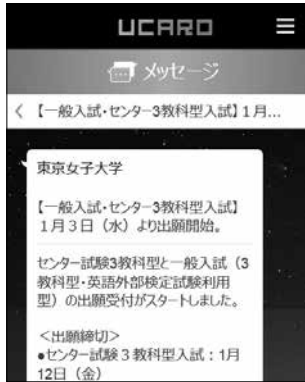 UCARO
メッセージ
【一般入試・センター3教科型入試】1月...
東京女子大学
【一般入試・センター3教科型入試】
1月3日（水）より出願開始。
センター試験3教科型と一般入試（3
教科型・英語外部検定試験利用
型）の出願受付がスタートしました。
＜出願締切＞
●センター試験３教科型入試：1月
12日（金）